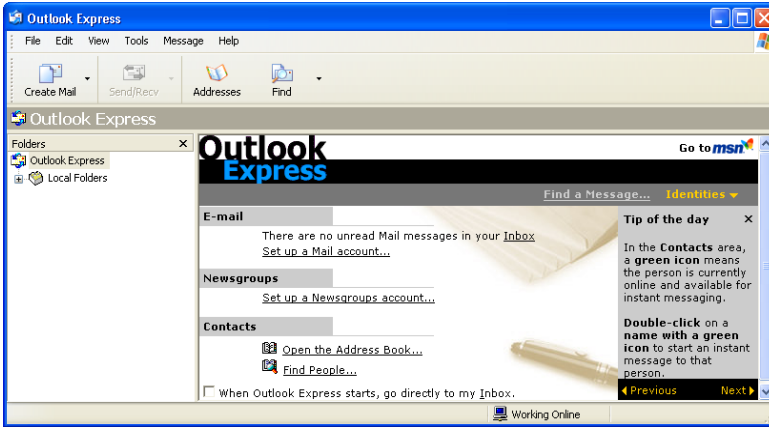 Outlook Express
File Edit View Tools Message Help
Create Mail Send/Recv Addresses Find
Outlook Express
Folders
Outlook Express
Local Folders
Outlook
Express
Go to msn
Find a Message... Identities
E-mail
There are no unread Mail messages in your Inbox
Set up a Mail account...
Newsgroups
Set up a Newsgroups account...
Contacts
Open the Address Book...
Find People...
When Outlook Express starts, go directly to my Inbox.
Tip of the day
In the Contacts area,
a green icon means
the person is currently
online and available for
instant messaging.
Double-click on a
name with a green
icon to start an instant
message to that
person.
Previous Next
Working Online